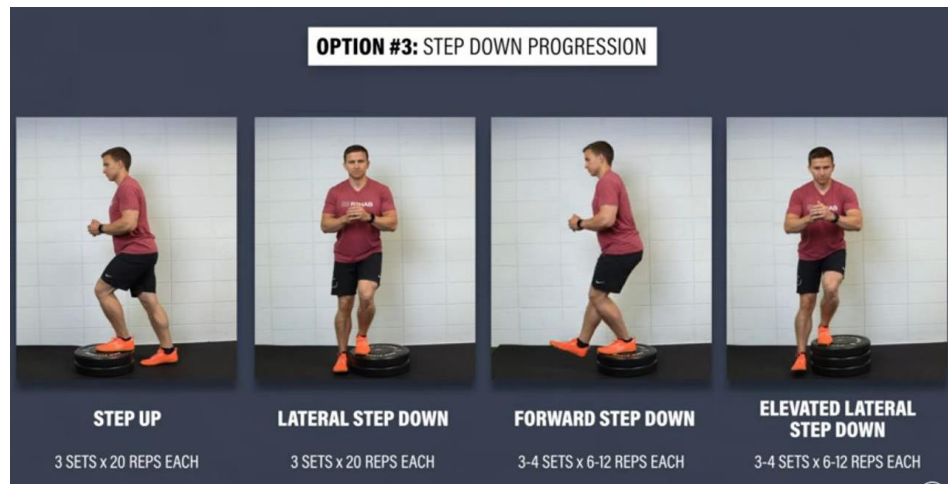 OPTION #3: STEP DOWN PROGRESSION
STEP UP
3 SETS x 20 REPS EACH
LATERAL STEP DOWN
3 SETS x 20 REPS EACH
FORWARD STEP DOWN
3-4 SETS x 6-12 REPS EACH
ELEVATED LATERAL
STEP DOWN
3-4 SETS x 6-12 REPS EACH